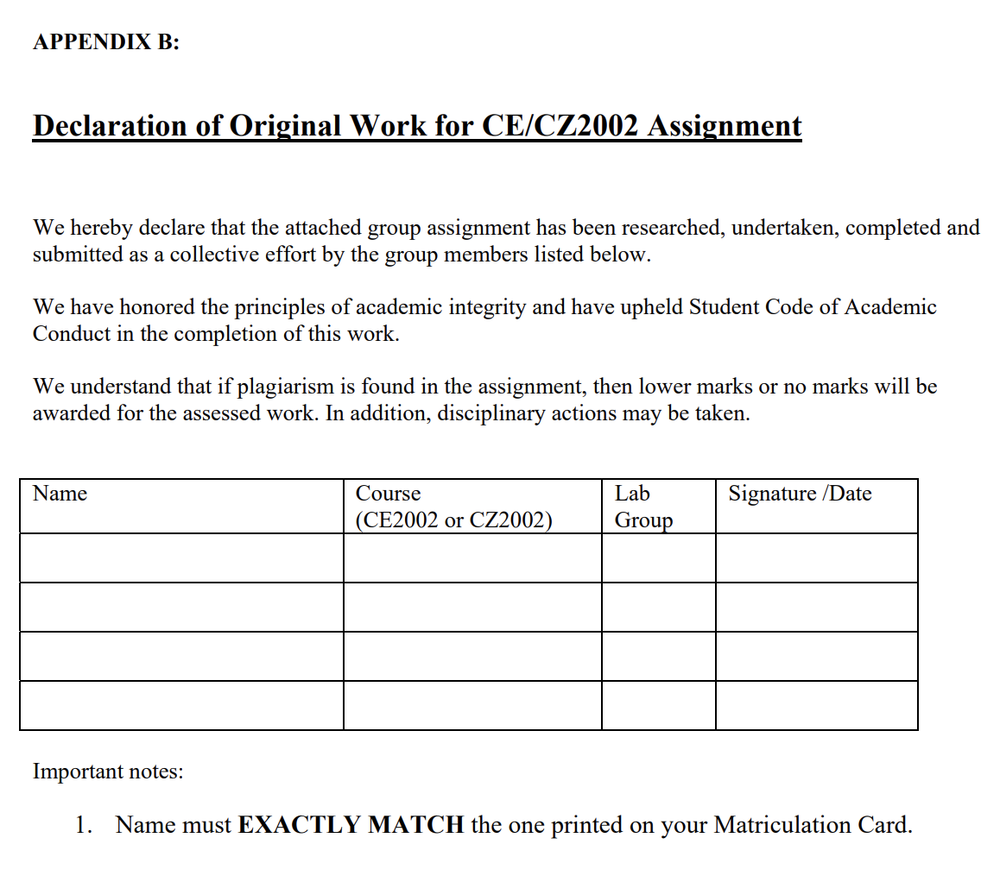 APPENDIX B:
Declaration of Original Work for CE/CZ2002 Assignment
We hereby declare that the attached group assignment has been researched, undertaken, completed and
submitted as a collective effort by the group members listed below.
We have honored the principles of academic integrity and have upheld Student Code of Academic
Conduct in the completion of this work.
We understand that if plagiarism is found in the assignment, then lower marks or no marks will be
awarded for the assessed work. In addition, disciplinary actions may be taken.
Name
Course
(CE2002 or CZ2002)
Lab
Group
Signature /Date
Important notes:
1. Name must EXACTLY MATCH the one printed on your Matriculation Card.